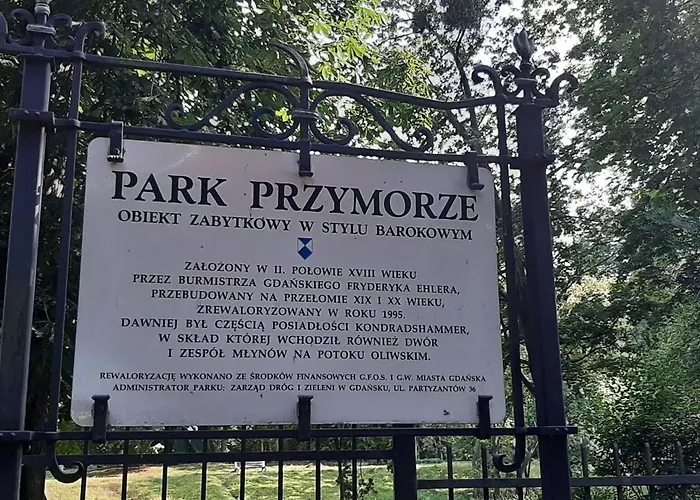 PARK PRZYMORZE
OBIEKT ZABYTKOWY W STYLU BAROKOWYM
ZAŁOŻONY W II. POŁOWIE XVIII WIEKU
PRZEZ BURMISTRZA GDAŃSKIEGO FRYDERYKA EHLERA,
PRZEBUDOWANY NA PRZEŁOMIE XIX I XX WIEKU,
ZREWALORYZOWANY W ROKU 1995.
DAWNIEJ BYŁ CZĘŚCIĄ POSIADŁOŚCI KONDRADSHAMMER,
W SKŁAD KTÓREJ WCHODZIŁ RÓWNIEŻ DWÓR
I ZESPÓŁ MŁYNÓW NA POTOKU OLIWSKIM.
REWALORYZACJĘ WYKONANO ZE ŚRODKÓW FINANSOWYCH G.F.O.S. I G.W. MIASTA GDAŃSKA
ADMINISTRATOR PARKU: ZARZĄD DRÓG I ZIELENI W GDAŃSKU, UL. PARTYZANTÓW 36